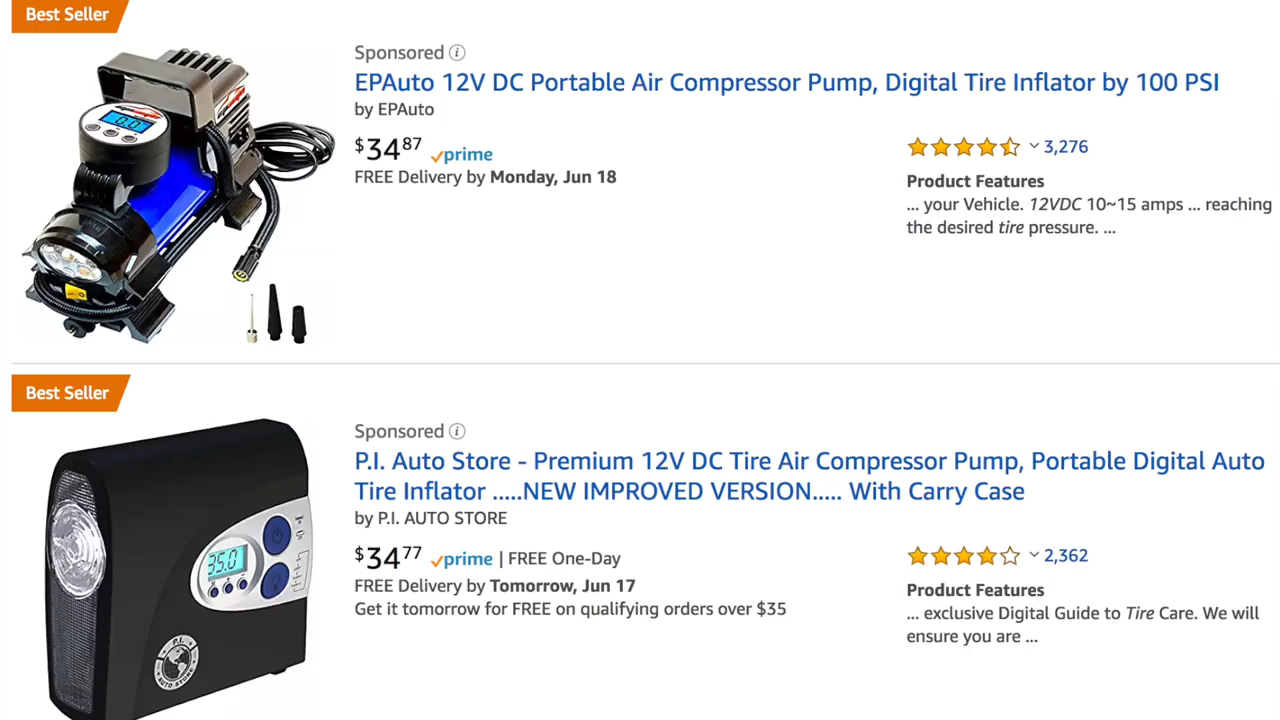 Best Seller
Sponsored
EPAuto 12V DC Portable Air Compressor Pump, Digital Tire Inflator by 100 PSI
by EPAuto
$34 87 prime
FREE Delivery by Monday, Jun 18
3,276
Product Features
... your Vehicle. 12VDC 10~15 amps ... reaching
the desired tire pressure. ...
0.0
Best Seller
Sponsored
P.I. Auto Store - Premium 12V DC Tire Air Compressor Pump, Portable Digital Auto
Tire Inflator .....NEW IMPROVED VERSION..... With Carry Case
by P.I. AUTO STORE
$34 77 prime | FREE One-Day
FREE Delivery by Tomorrow, Jun 17
Get it tomorrow for FREE on qualifying orders over $35
2,362
Product Features
... exclusive Digital Guide to Tire Care. We will
ensure you are ...
35.0
P.I.
AUTO STORE